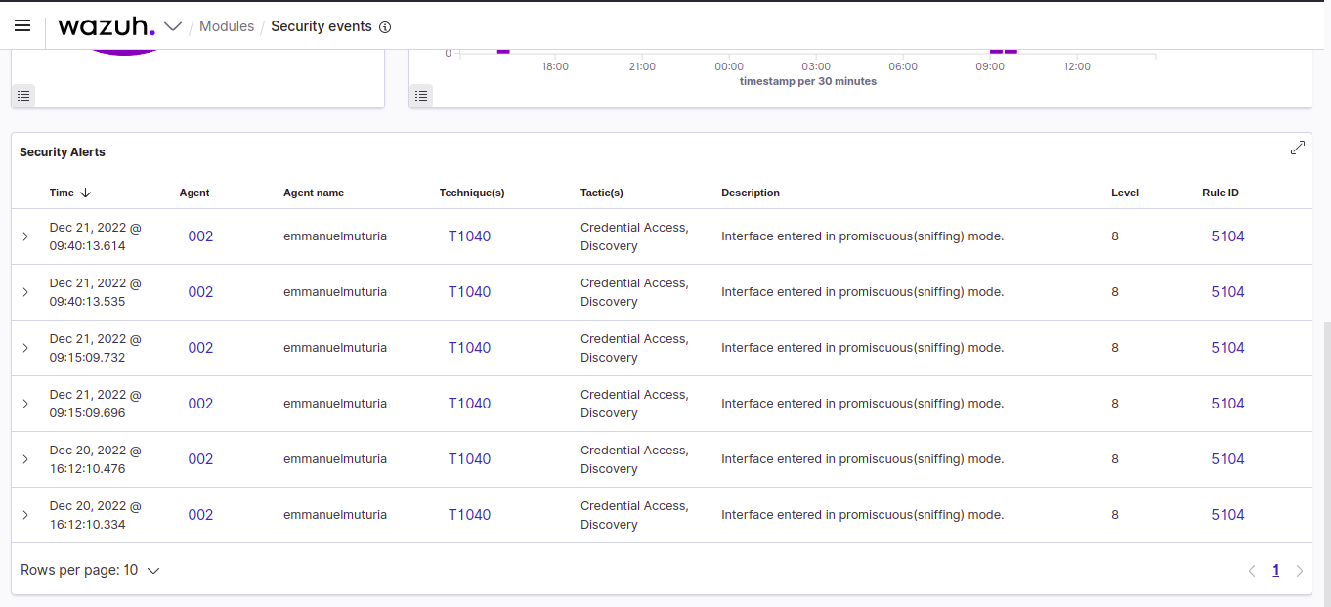 wazuh. / Modules / Security events
0
18:00 21:00 00:00 03:00 06:00 09:00 12:00
timestamp per 30 minutes
Security Alerts
Time Agent Agent name Technique(s) Tactic(s) Description Level Rule ID
Dec 21, 2022 @ 002 emmanuelmuturia T1040 Credential Access, Interface entered in promiscuous(sniffing) mode. 8 5104
09:40:13.614 Discovery
Dec 21, 2022 @ 002 emmanuelmuturia T1040 Credential Access, Interface entered in promiscuous(sniffing) mode. 8 5104
09:40:13.535 Discovery
Dec 21, 2022 @ 002 emmanuelmuturia T1040 Credential Access, Interface entered in promiscuous(sniffing) mode. 8 5104
09:15:09.732 Discovery
Dec 21, 2022 @ 002 emmanuelmuturia T1040 Credential Access, Interface entered in promiscuous(sniffing) mode. 8 5104
09:15:09.696 Discovery
Dec 20, 2022 @ 002 emmanuelmuturia T1040 Credential Access, Interface entered in promiscuous(sniffing) mode. 8 5104
16:12:10.476 Discovery
Dec 20, 2022 @ 002 emmanuelmuturia T1040 Credential Access, Interface entered in promiscuous(sniffing) mode. 8 5104
16:12:10.334 Discovery
Rows per page: 10 1